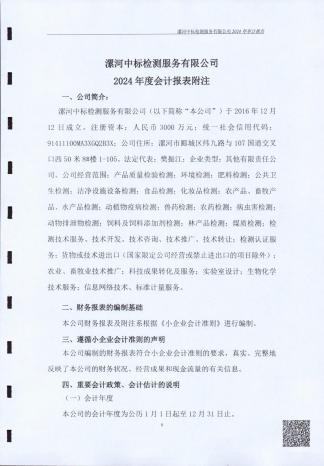 漯河中标检测服务有限公司 2024 年审计报告
漯河中标检测服务有限公司
2024 年度会计报表附注
一、公司简介：
漯河中标检测服务有限公司（以下简称“本公司”）于 2016 年 12 月
12 日成立。注册资本：人民币 3000 万元；统一社会信用代码：
91411100MA3XGQ2B3X；公司住所：漯河市郾城区纬九路与 107 国道交叉
口西 50 米 8#楼 1-105。法定代表：樊振江；企业类型：其他有限责任公
司。公司经营范围：产品质量检验检测；环境检测；肥料检测；公共卫
生检测；洁净设施设备检测；食品检测；化妆品检测；农产品、畜牧产
品、水产品检测；动植物疫病检测；兽药检测；农药检测；病虫害检测；
动物排泄物检测；饲料及饲料添加剂检测；林产品检测；煤质检测；检
测技术服务、技术开发、技术咨询、技术推广、技术转让；检测认证服
务；货物或技术进出口（国家限定公司经营或禁止进出口的项目除外）；
农业、畜牧业技术推广；科技成果转化及服务；实验室设计；生物化学
技术服务；信息网络技术、标准计量服务。
二、财务报表的编制基础
本公司财务报表及附注系根据《小企业会计准则》进行编制。
三、遵循小企业会计准则的声明
本公司编制的财务报表符合小企业会计准则的要求，真实、完整地
反映了本公司的财务状况、经营成果和现金流量的有关信息。
四、重要会计政策、会计估计的说明
（一）会计年度
本公司的会计年度为公历 1 月 1 日起至 12 月 31 日止。